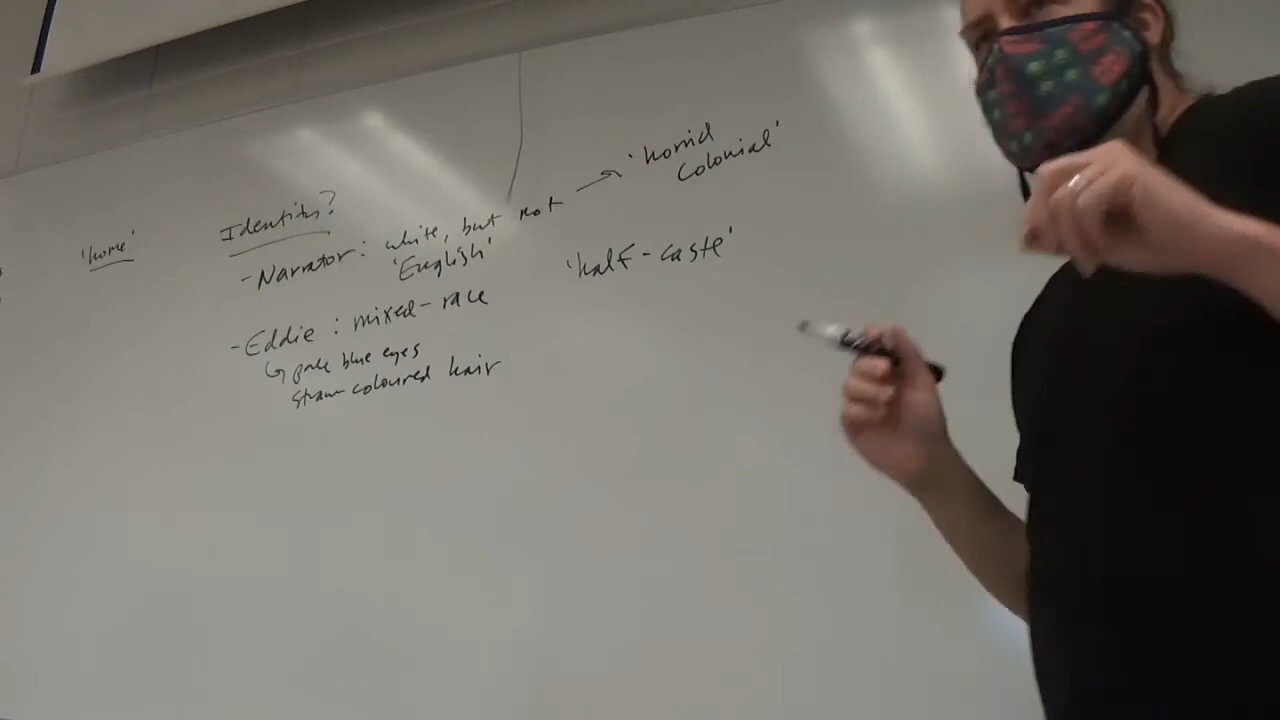 'home'
Identity?
- Narrator: white, but not → 'horrid
colonial'
'English'
'half-caste'
- Eddie: mixed-race
↳ pale blue eyes
straw-coloured hair